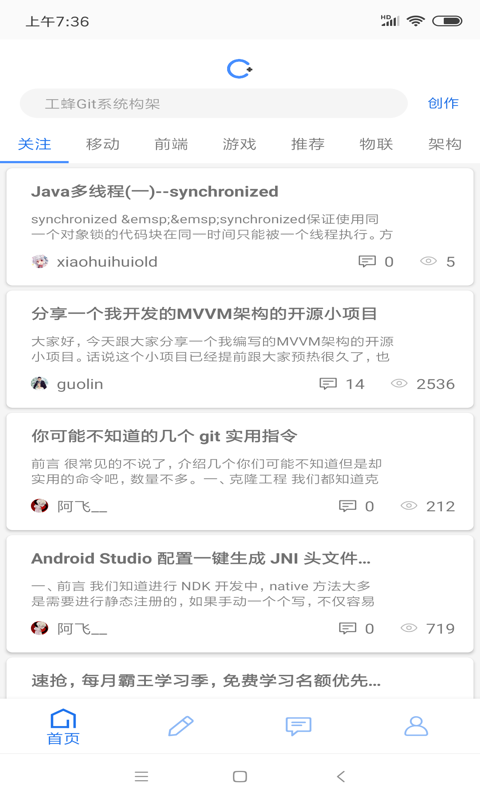 上午7:36
HD
工蜂Git系统构架
创作
关注 移动 前端 游戏 推荐 物联 架构
Java多线程(一)--synchronized
synchronized &emsp;&emsp;synchronized保证使用同
一个对象锁的代码块在同一时间只能被一个线程执行。方
xiaohuihuiold 0 5
分享一个我开发的MVVM架构的开源小项目
大家好，今天跟大家分享一个我编写的MVVM架构的开源
小项目。话说这个小项目已经提前跟大家预热很久了，也
guolin 14 2536
你可能不知道的几个 git 实用指令
前言 很常见的不说了，介绍几个你们可能不知道但是却
实用的命令吧，数量不多。一、克隆工程 我们都知道克
阿飞__ 0 212
Android Studio 配置一键生成 JNI 头文件...
一、前言 我们知道进行 NDK 开发中，native 方法大多
是需要进行静态注册的，如果手动一个个写，不仅容易
阿飞__ 0 719
速抢，每月霸王学习季，免费学习名额优先...
首页